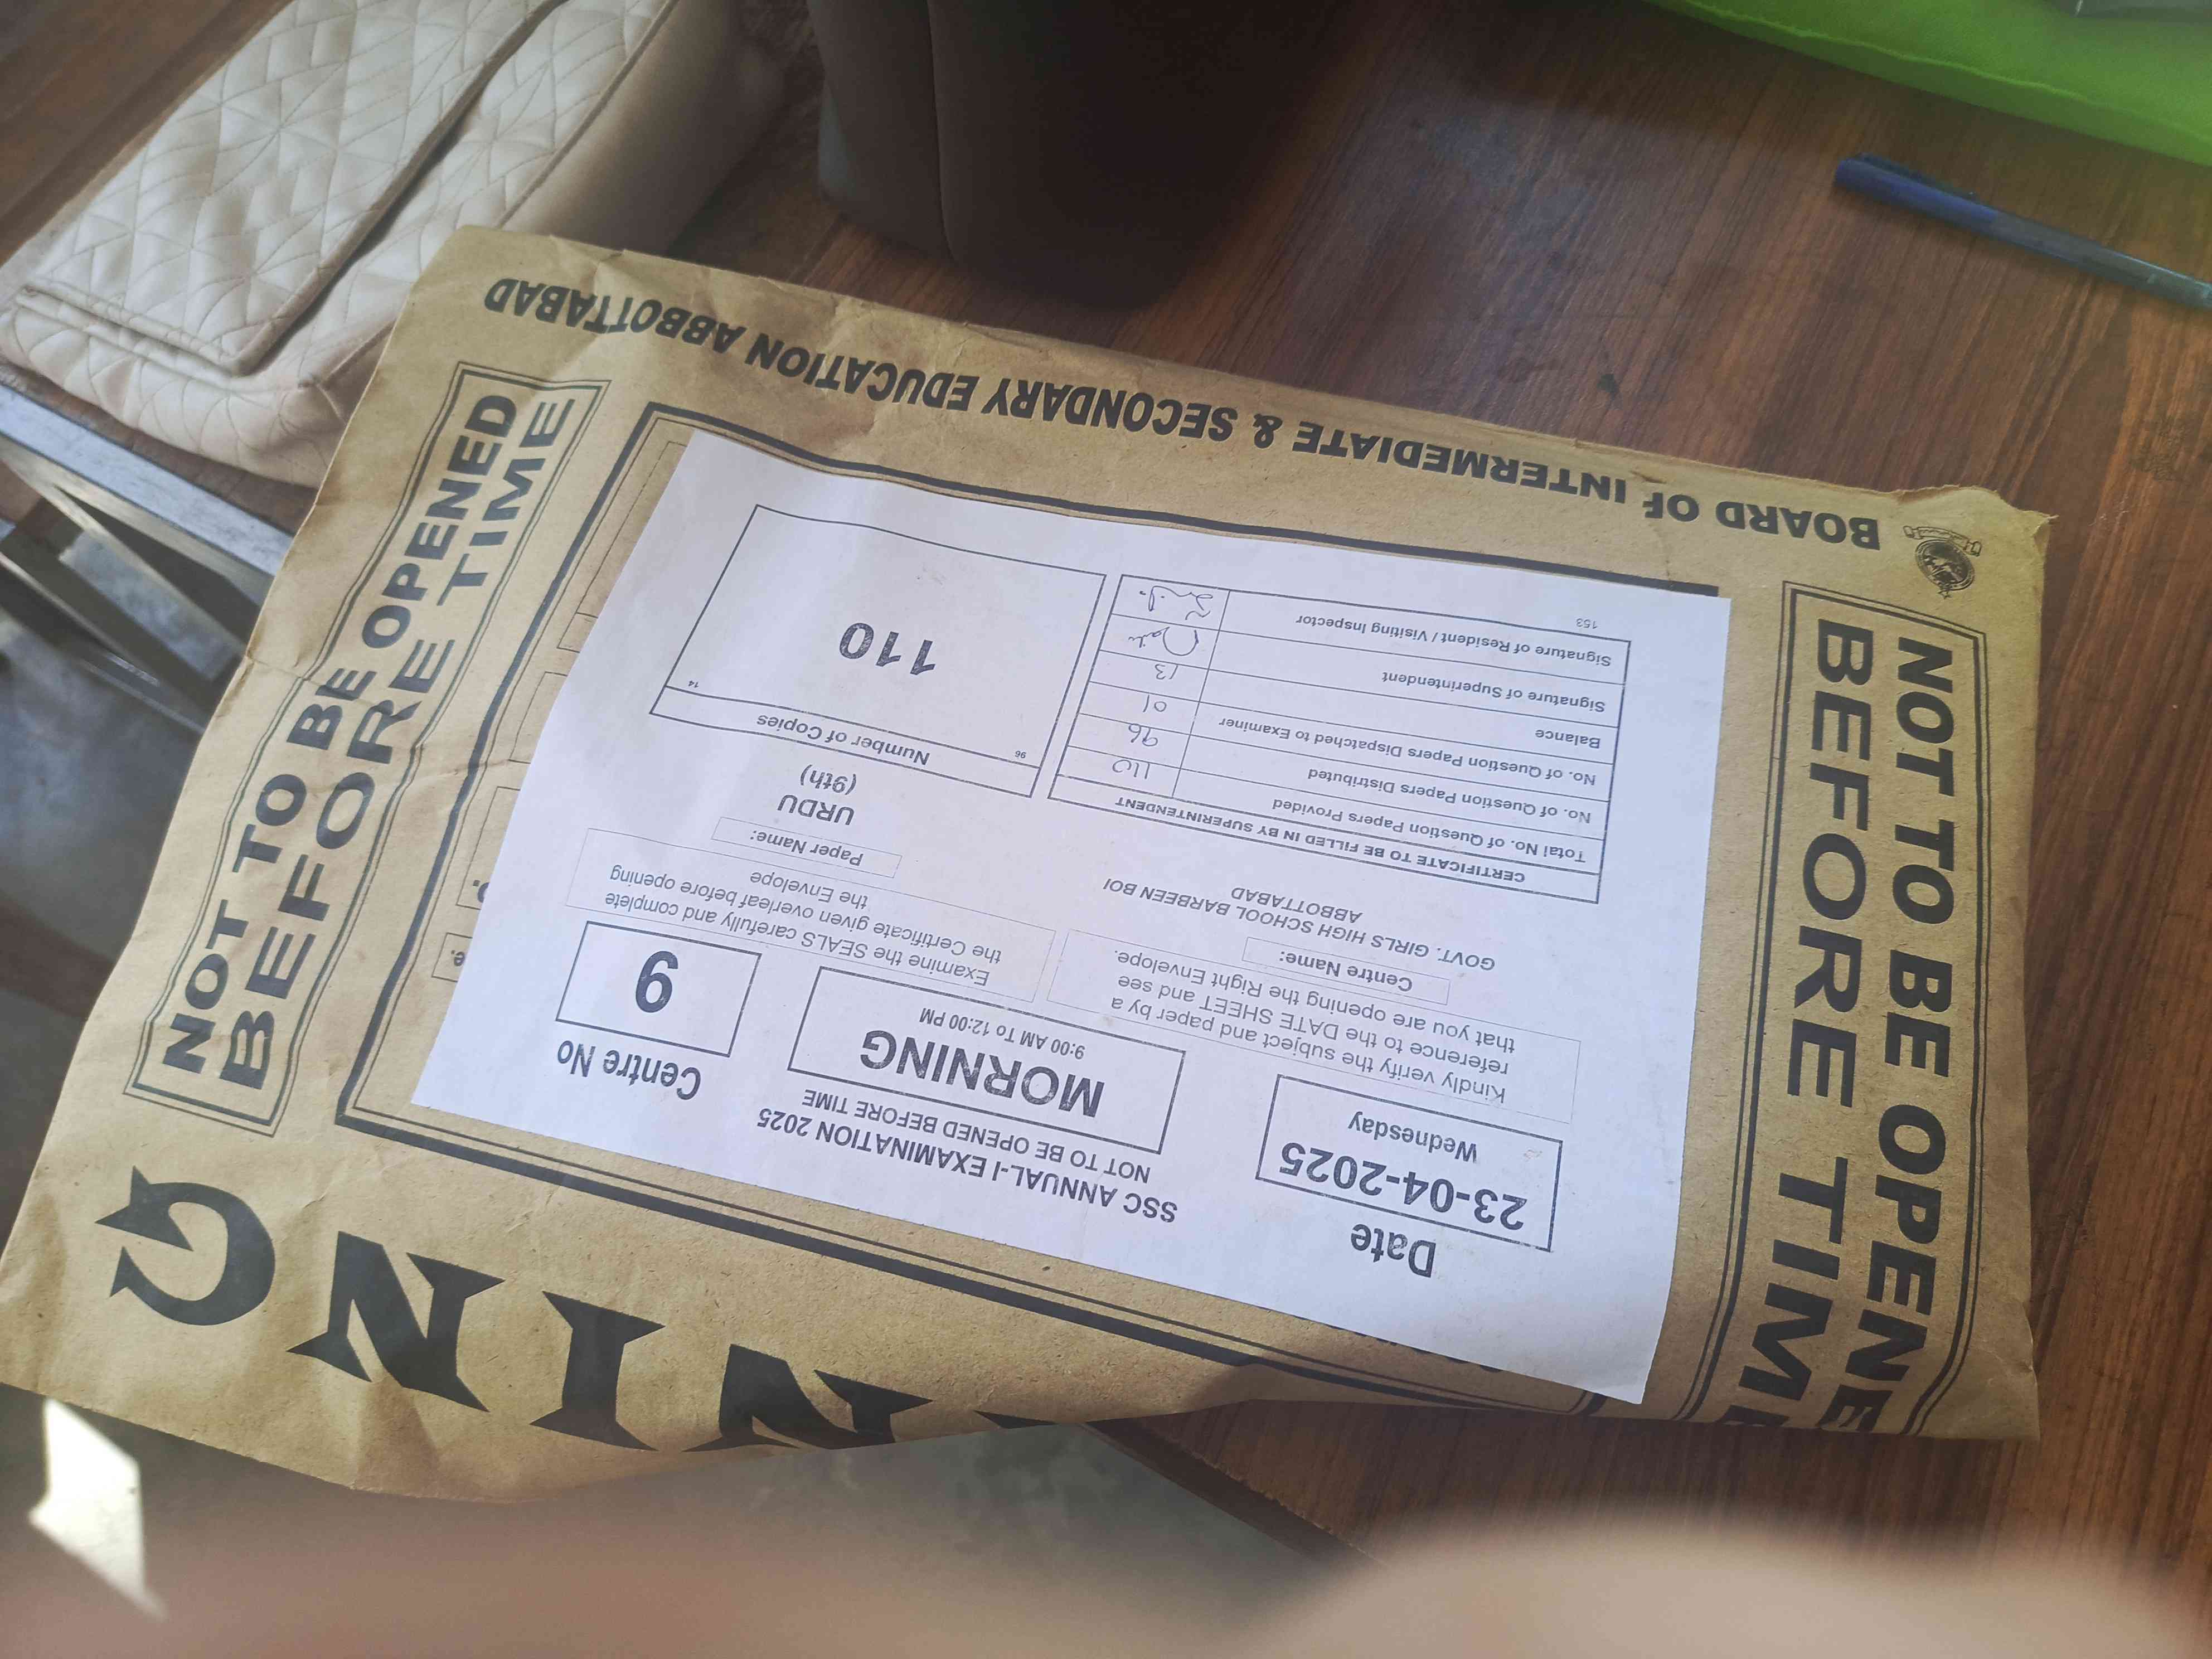 MORNING
NOT TO BE OPENED
BEFORE TIME
NOT TO BE OPENED
BEFORE TIME
Date
23-04-2025
Wednesday
SSC ANNUAL-I EXAMINATION 2025
NOT TO BE OPENED BEFORE TIME
MORNING
9:00 AM To 12:00 PM
Centre No
9
Kindly verify the subject and paper by a
reference to the DATE SHEET and see
that you are opening the Right Envelope.
Examine the SEALS carefully and complete
the Certificate given overleaf before opening
the Envelope
Centre Name:
GOVT. GIRLS HIGH SCHOOL BARBEEN BOI
ABBOTTABAD
Paper Name:
URDU
(9th)
CERTIFICATE TO BE FILLED IN BY SUPERINTENDENT
Total No. of Question Papers Provided 110
No. of Question Papers Distributed 96
No. of Question Papers Dispatched to Examiner 01
Balance 13
Signature of Superintendent
Signature of Resident / Visiting Inspector
153
96
Number of Copies
14
110
BOARD OF INTERMEDIATE & SECONDARY EDUCATION ABBOTTABAD